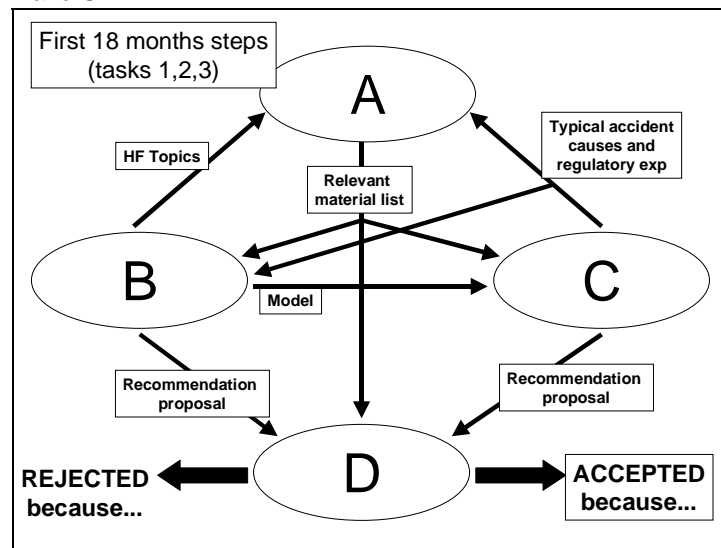 First 18 months steps
(tasks 1,2,3)
A
HF Topics
Typical accident
causes and
regulatory exp
Relevant
material list
B
C
Model
Recommendation
proposal
Recommendation
proposal
D
REJECTED
because...
ACCEPTED
because...